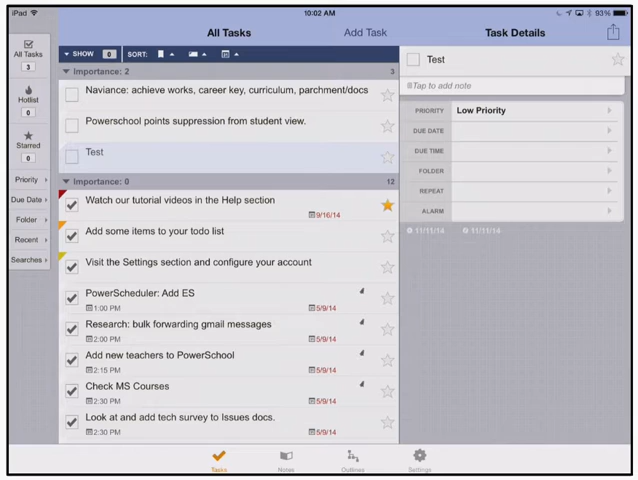 iPad 10:02 AM 93%
All Tasks Add Task Task Details
All Tasks
3
Hotlist
0
Starred
0
Priority
Due Date
Folder
Recent
Searches
SHOW 0 SORT:
Importance: 2 3
Naviance: achieve works, career key, curriculum, parchment/docs
Powerschool points suppression from student view.
Test
Importance: 0 12
Watch our tutorial videos in the Help section
9/16/14
Add some items to your todo list
Visit the Settings section and configure your account
PowerScheduler: Add ES
1:00 PM 5/9/14
Research: bulk forwarding gmail messages
2:00 PM 5/9/14
Add new teachers to PowerSchool
2:15 PM 5/9/14
Check MS Courses
2:30 PM 5/9/14
Look at and add tech survey to Issues docs.
2:30 PM 5/9/14
Test
Tap to add note
PRIORITY Low Priority
DUE DATE
DUE TIME
FOLDER
REPEAT
ALARM
11/11/14 11/11/14
Tasks Notes Outlines Settings